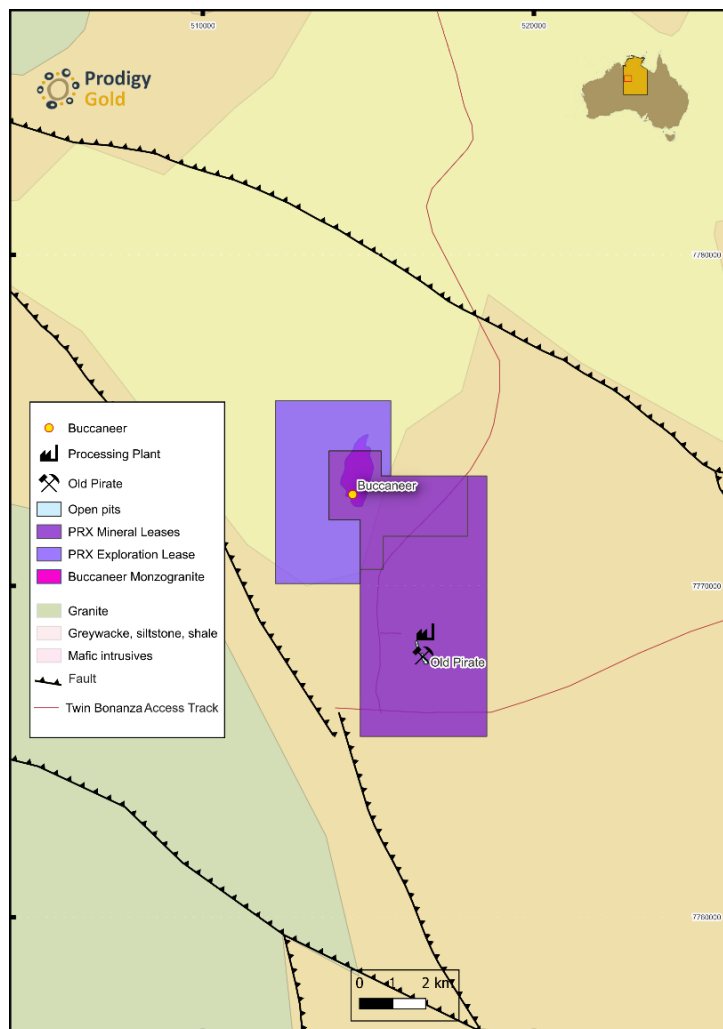 510000
520000
Prodigy
Gold
7780000
Buccaneer
Processing Plant
Old Pirate
Open pits
PRX Mineral Leases
PRX Exploration Lease
Buccaneer Monzogranite
Granite
Greywacke, siltstone, shale
Mafic intrusives
Fault
Twin Bonanza Access Track
Buccaneer
7770000
Old Pirate
7760000
0 1 2 km